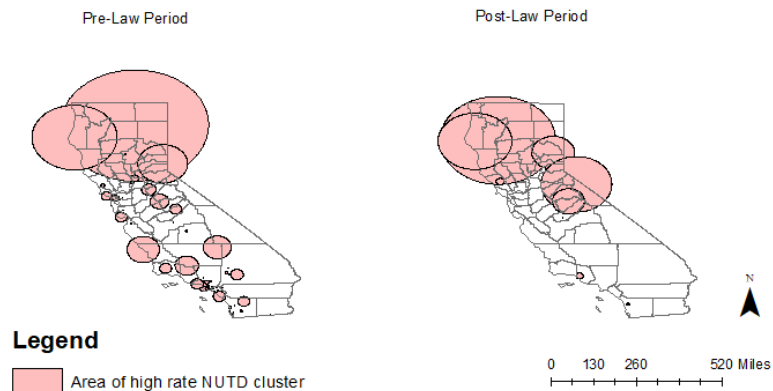 Pre-Law Period
Post-Law Period
N
Legend
Area of high rate NUTD cluster
0 130 260 520 Miles